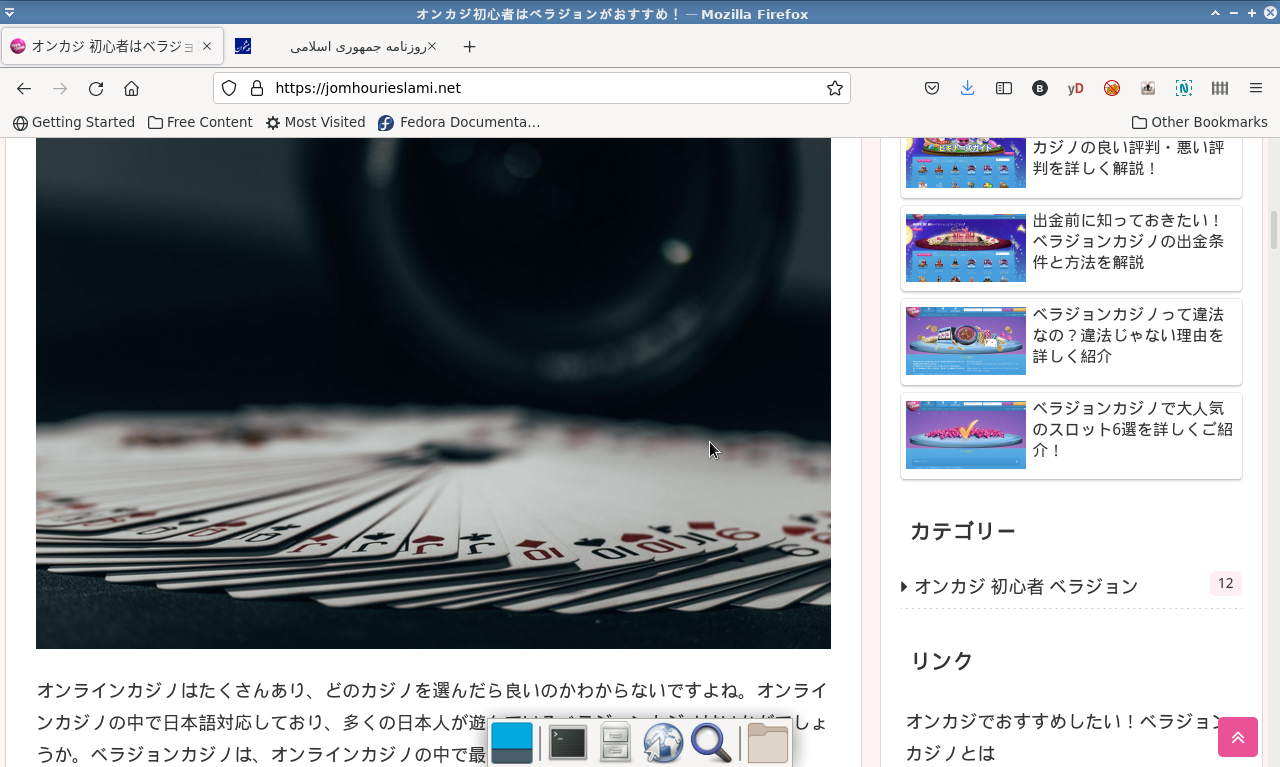 オンカジ初心者はベラジョンがおすすめ！ — Mozilla Firefox
オンカジ 初心者はベラジョ
روزنامه جمهوری اسلامی
https://jomhourieslami.net
Getting Started
Free Content
Most Visited
Fedora Documenta…
Other Bookmarks
カジノの良い評判・悪い評
判を詳しく解説！
出金前に知っておきたい！
ベラジョンカジノの出金条
件と方法を解説
ベラジョンカジノって違法
なの？違法じゃない理由を
詳しく紹介
ベラジョンカジノで大人気
のスロット6選を詳しくご紹
介！
カテゴリー
オンカジ 初心者 ベラジョン
12
リンク
オンカジでおすすめしたい！ベラジョン
カジノとは
オンラインカジノはたくさんあり、どのカジノを選んだら良いのかわからないですよね。オンライ
ンカジノの中で日本語対応しており、多くの日本人が遊
うか。ベラジョンカジノは、オンラインカジノの中で最